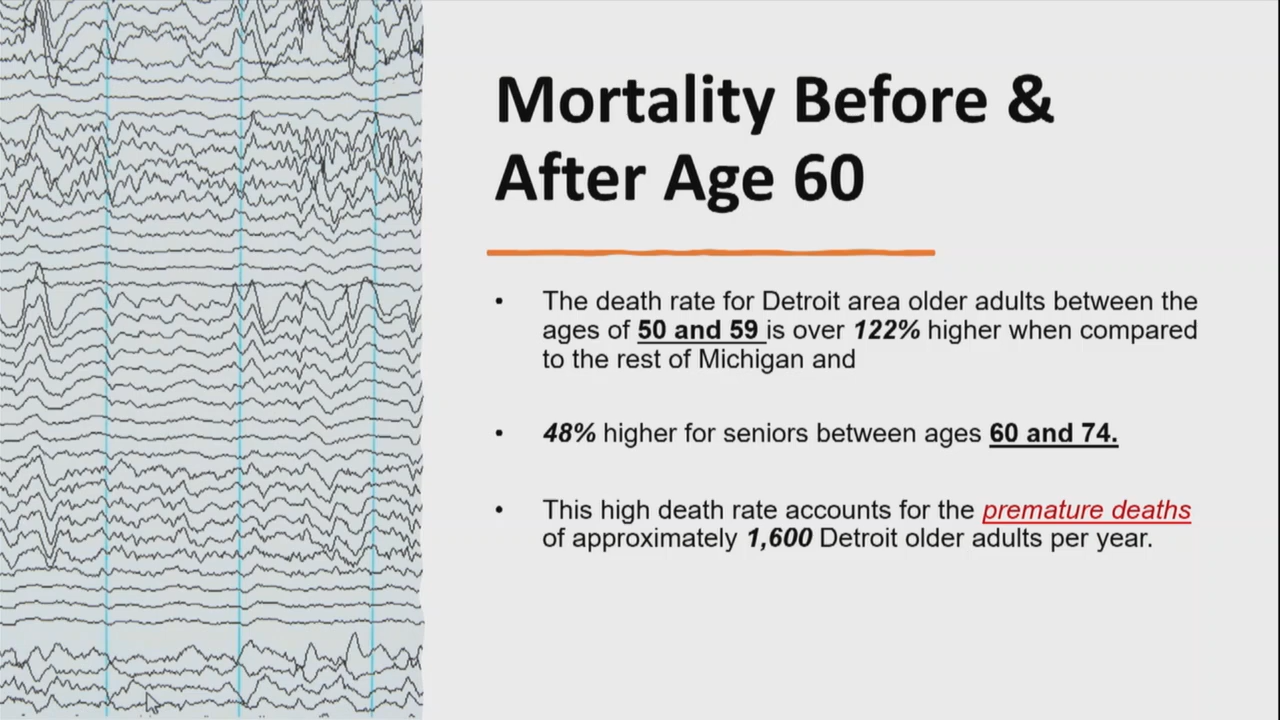 Mortality Before &
After Age 60
• The death rate for Detroit area older adults between the
ages of 50 and 59 is over 122% higher when compared
to the rest of Michigan and
• 48% higher for seniors between ages 60 and 74.
• This high death rate accounts for the premature deaths
of approximately 1,600 Detroit older adults per year.